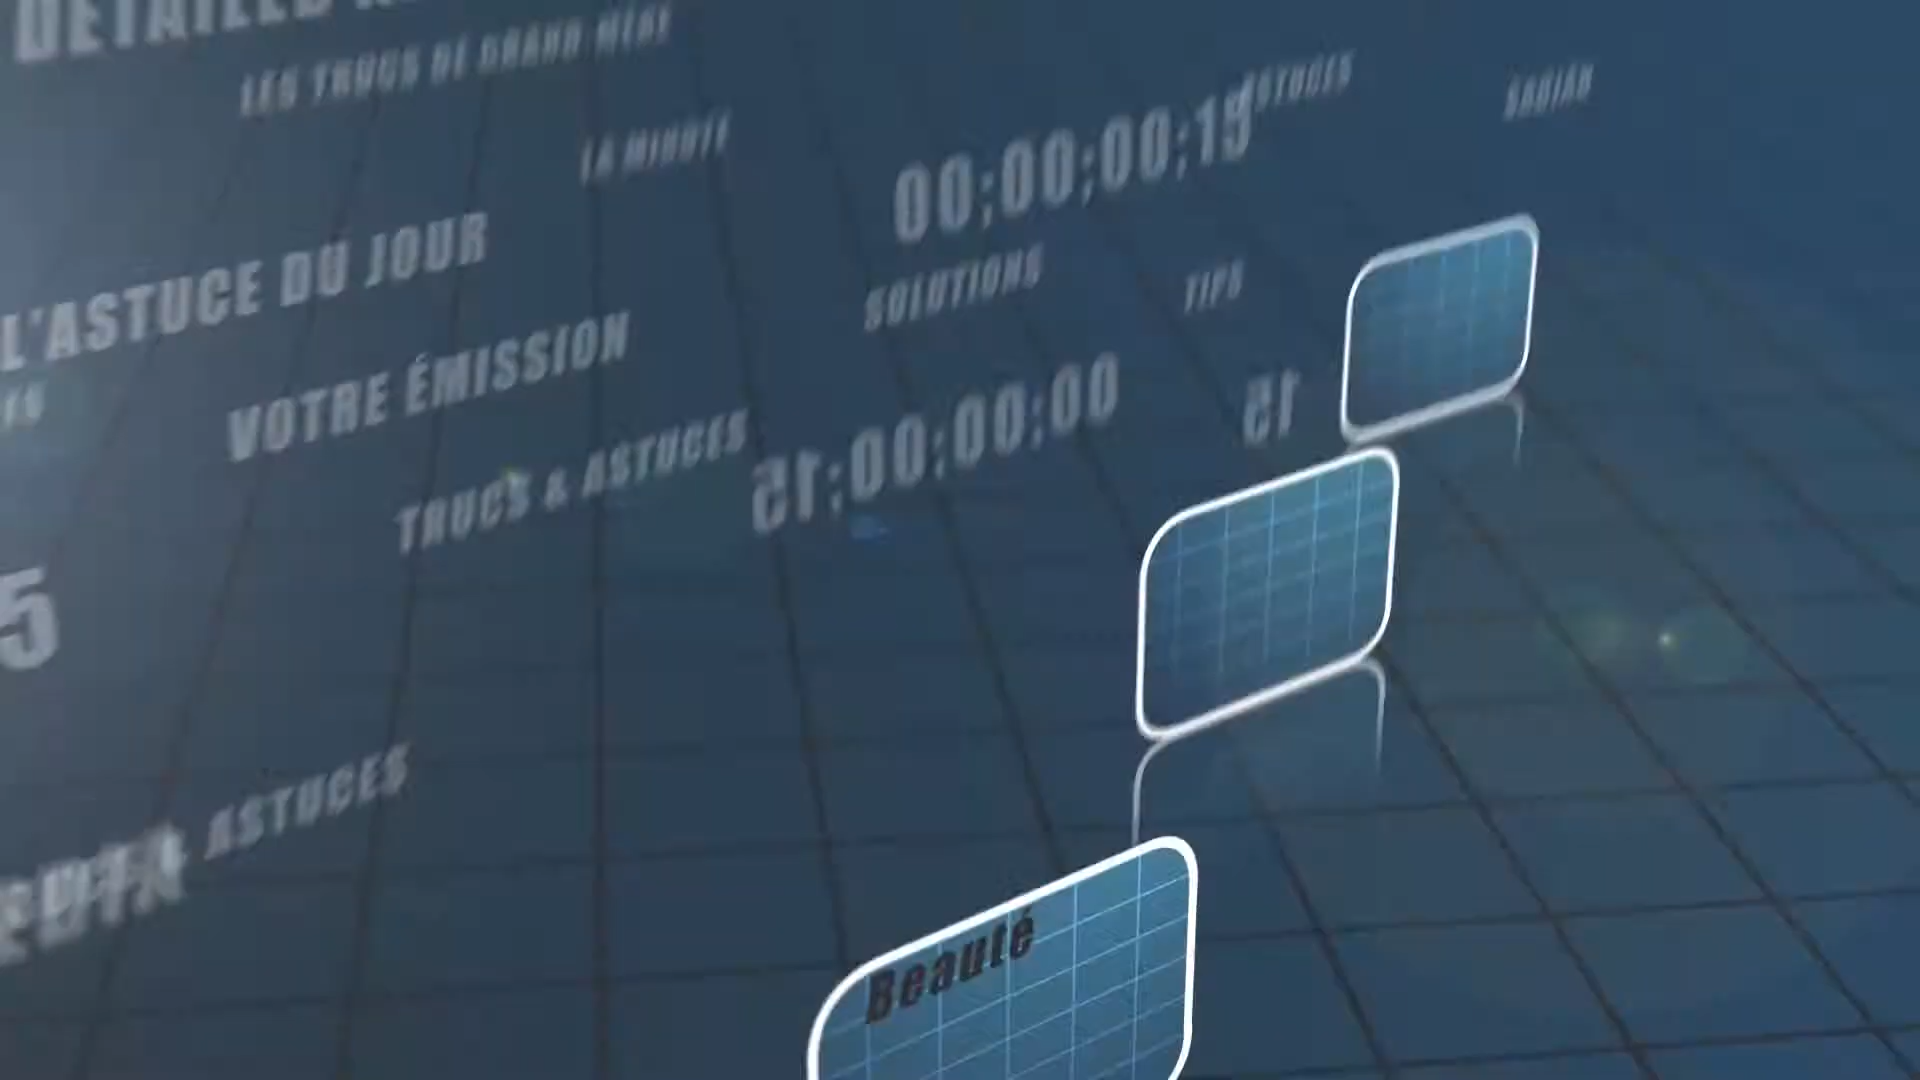 LES TRUCS DE GRAND MÈRE
LA MINUTE
ASTUCES
00;00;00;15
L'ASTUCE DU JOUR
SOLUTIONS
TIPS
VOTRE ÉMISSION
TRUCS & ASTUCES
00;00;00;15
15
5
ASTUCES
Beauté